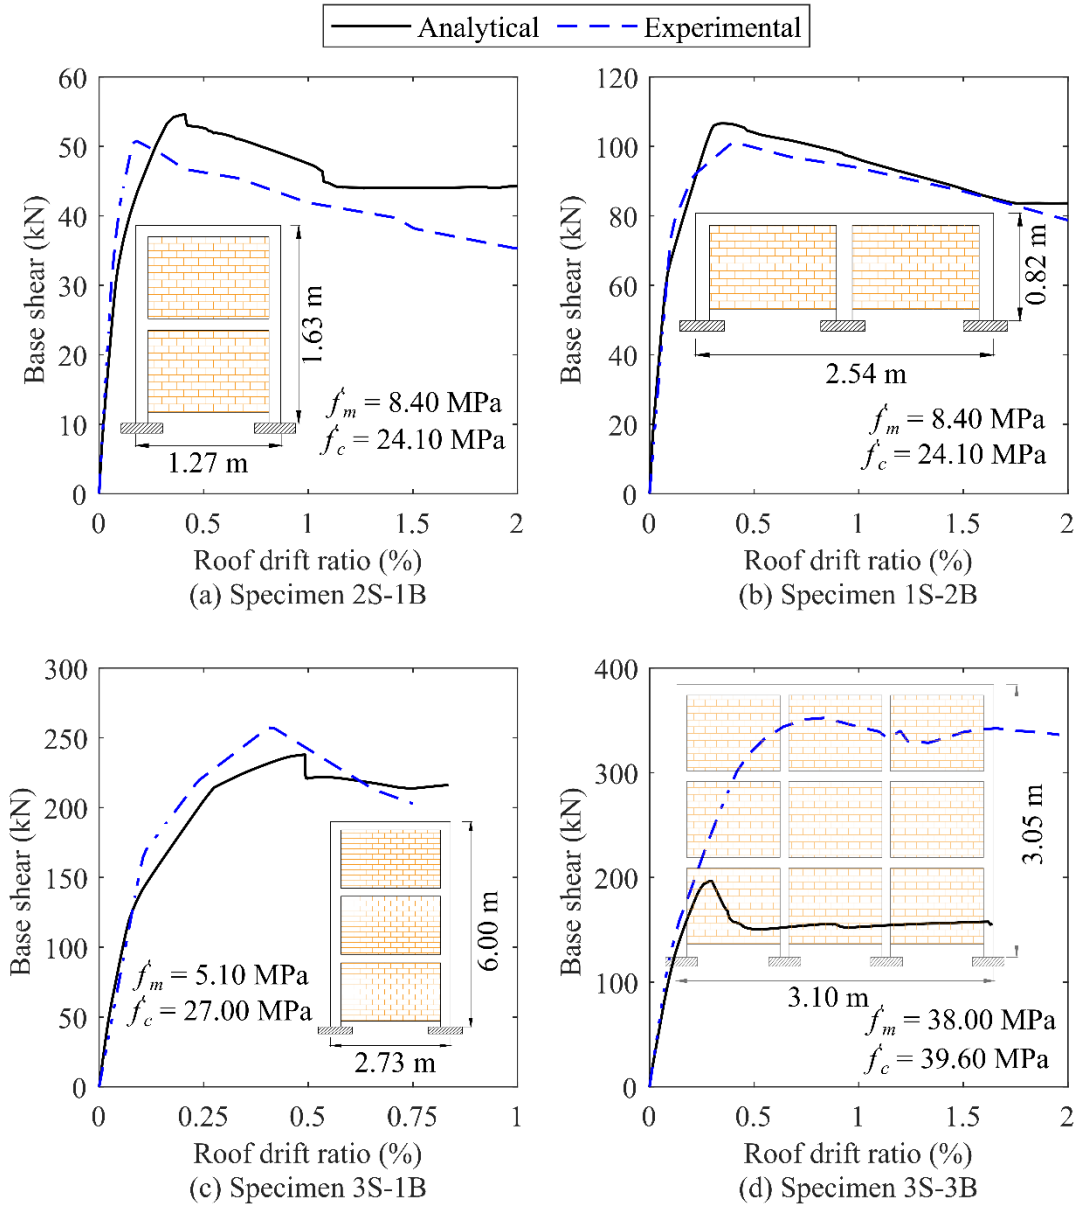 Analytical Experimental
60
50
40
30
20
10
0
Base shear (kN)
1.63 m
1.27 m
f'm = 8.40 MPa
f'c = 24.10 MPa
0 0.5 1 1.5 2
Roof drift ratio (%)
(a) Specimen 2S-1B
120
100
80
60
40
20
0
Base shear (kN)
0.82 m
2.54 m
f'm = 8.40 MPa
f'c = 24.10 MPa
0 0.5 1 1.5 2
Roof drift ratio (%)
(b) Specimen 1S-2B
300
250
200
150
100
50
0
Base shear (kN)
f'm = 5.10 MPa
f'c = 27.00 MPa
6.00 m
2.73 m
0 0.25 0.5 0.75 1
Roof drift ratio (%)
(c) Specimen 3S-1B
400
300
200
100
0
Base shear (kN)
3.05 m
3.10 m
f'm = 38.00 MPa
f'c = 39.60 MPa
0 0.5 1 1.5 2
Roof drift ratio (%)
(d) Specimen 3S-3B